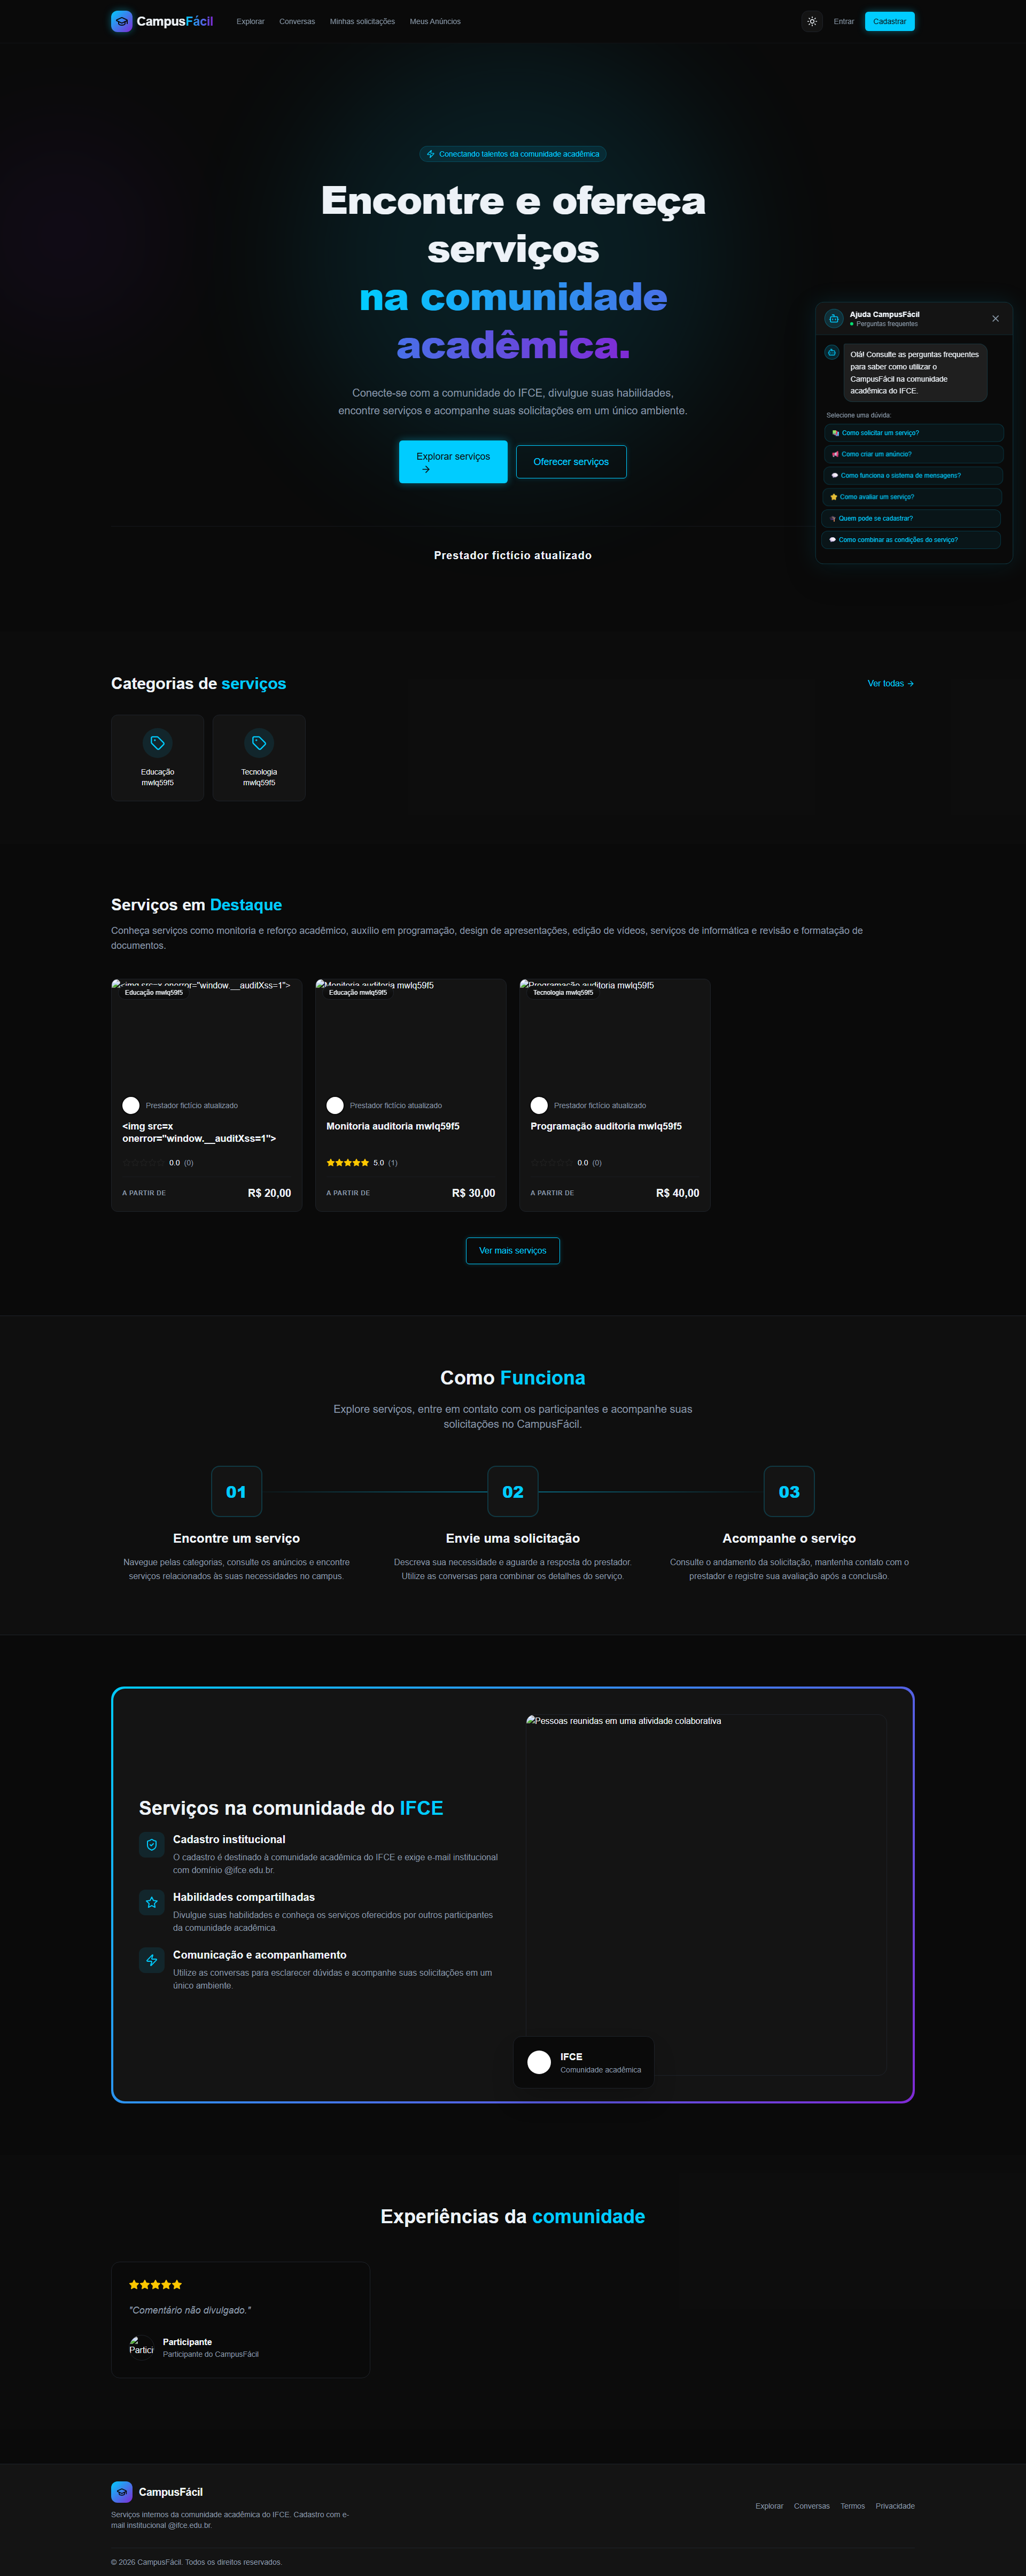 CampusFácil
Explorar
Conversas
Minhas solicitações
Meus Anúncios
Entrar
Cadastrar
Conectando talentos da comunidade acadêmica
Encontre e ofereça
serviços
na comunidade
acadêmica.
Conecte-se com a comunidade do IFCE, divulgue suas habilidades,
encontre serviços e acompanhe suas solicitações em um único ambiente.
Explorar serviços
→
Oferecer serviços
Prestador fictício atualizado
Ajuda CampusFácil
Perguntas frequentes
Olá! Consulte as perguntas frequentes
para saber como utilizar o
CampusFácil na comunidade
acadêmica do IFCE.
Selecione uma dúvida:
Como solicitar um serviço?
Como criar um anúncio?
Como funciona o sistema de mensagens?
Como avaliar um serviço?
Quem pode se cadastrar?
Como combinar as condições do serviço?
Categorias de serviços
Ver todas →
Educação
mwlq59f5
Tecnologia
mwlq59f5
Serviços em Destaque
Conheça serviços como monitoria e reforço acadêmico, auxílio em programação, design de apresentações, edição de vídeos, serviços de informática e revisão e formatação de
documentos.
<img src=x onerror="window.__auditXss=1">
Educação mwlq59f5
Prestador fictício atualizado
<img src=x
onerror="window.__auditXss=1">
0.0 (0)
A PARTIR DE
R$ 20,00
Monitoria auditoria mwlq59f5
Educação mwlq59f5
Prestador fictício atualizado
Monitoria auditoria mwlq59f5
5.0 (1)
A PARTIR DE
R$ 30,00
Programação auditoria mwlq59f5
Tecnologia mwlq59f5
Prestador fictício atualizado
Programação auditoria mwlq59f5
0.0 (0)
A PARTIR DE
R$ 40,00
Ver mais serviços
Como Funciona
Explore serviços, entre em contato com os participantes e acompanhe suas
solicitações no CampusFácil.
01
Encontre um serviço
Navegue pelas categorias, consulte os anúncios e encontre
serviços relacionados às suas necessidades no campus.
02
Envie uma solicitação
Descreva sua necessidade e aguarde a resposta do prestador.
Utilize as conversas para combinar os detalhes do serviço.
03
Acompanhe o serviço
Consulte o andamento da solicitação, mantenha contato com o
prestador e registre sua avaliação após a conclusão.
Serviços na comunidade do IFCE
Cadastro institucional
O cadastro é destinado à comunidade acadêmica do IFCE e exige e-mail institucional
com domínio @ifce.edu.br.
Habilidades compartilhadas
Divulgue suas habilidades e conheça os serviços oferecidos por outros participantes
da comunidade acadêmica.
Comunicação e acompanhamento
Utilize as conversas para esclarecer dúvidas e acompanhe suas solicitações em um
único ambiente.
Pessoas reunidas em uma atividade colaborativa
IFCE
Comunidade acadêmica
Experiências da comunidade
"Comentário não divulgado."
Partici
Participante
Participante do CampusFácil
CampusFácil
Serviços internos da comunidade acadêmica do IFCE. Cadastro com e-
mail institucional @ifce.edu.br.
Explorar
Conversas
Termos
Privacidade
© 2026 CampusFácil. Todos os direitos reservados.